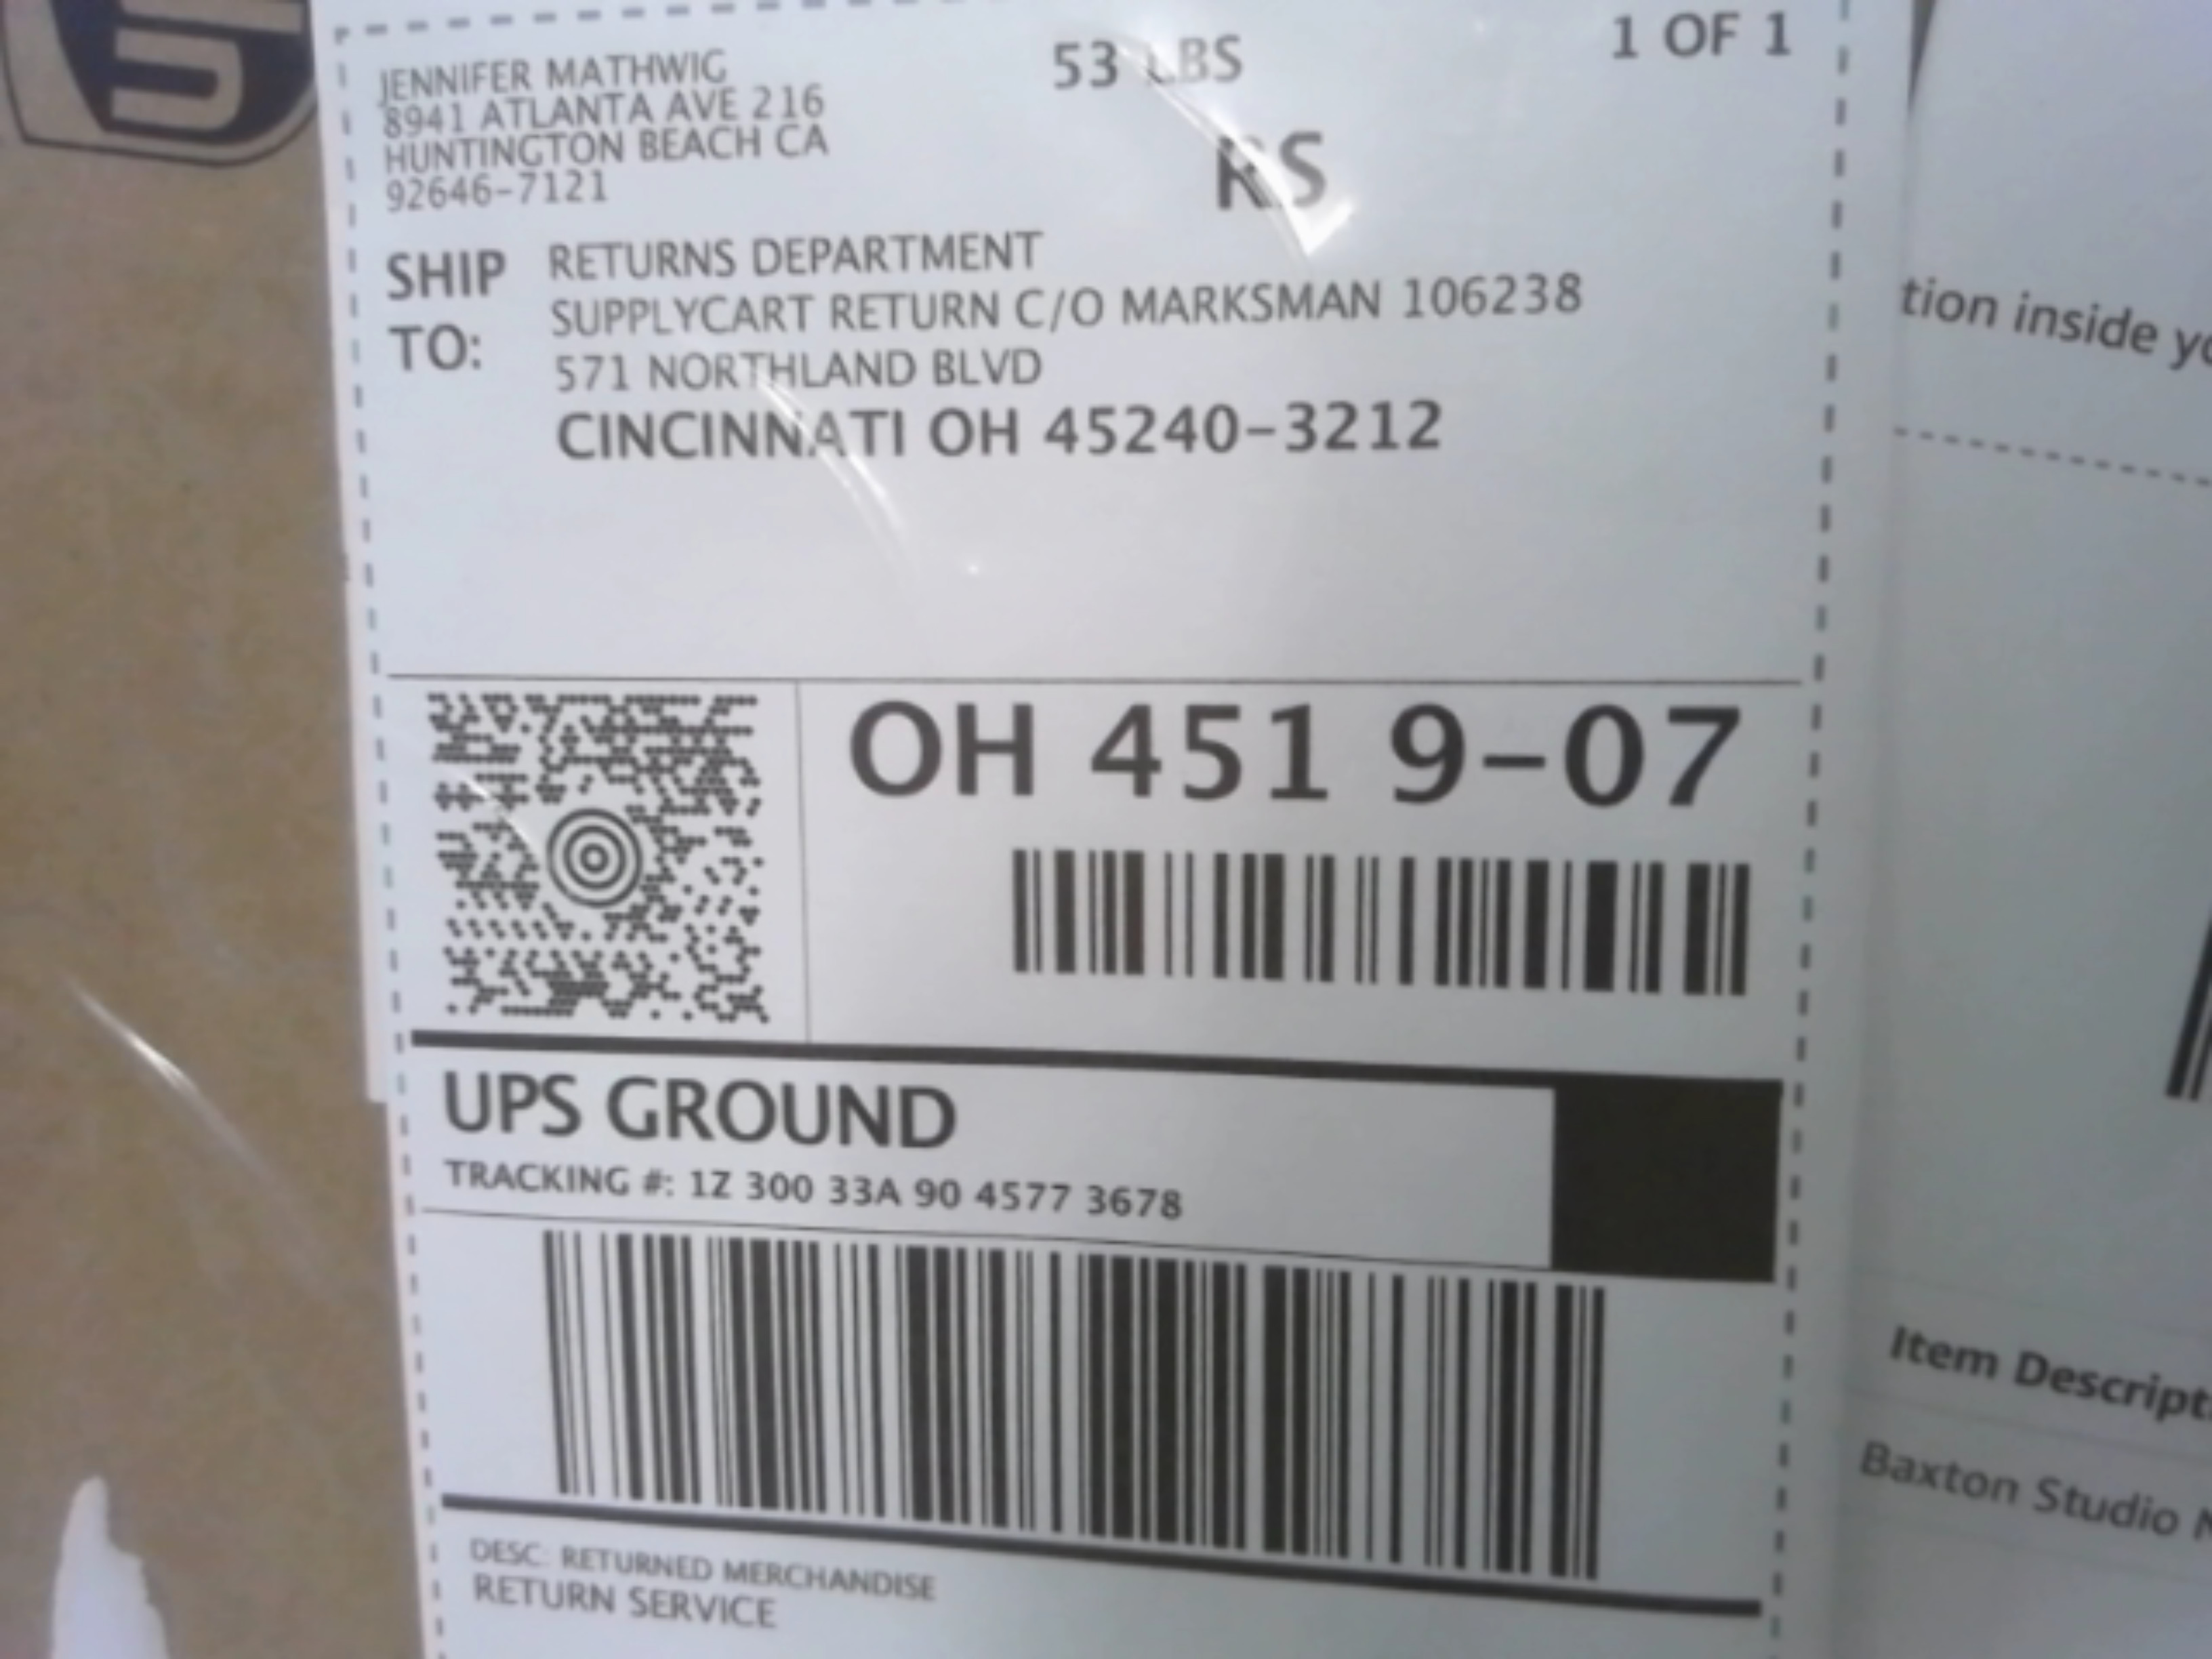 JENNIFER MATHWIG
8941 ATLANTA AVE 216
HUNTINGTON BEACH CA
92646-7121
53 LBS
1 OF 1
RS
SHIP TO:
RETURNS DEPARTMENT
SUPPLYCART RETURN C/O MARKSMAN 106238
571 NORTHLAND BLVD
CINCINNATI OH 45240-3212
OH 451 9-07
UPS GROUND
TRACKING #: 1Z 300 33A 90 4577 3678
DESC: RETURNED MERCHANDISE
RETURN SERVICE
tion inside
Item Descript
Baxton Studio